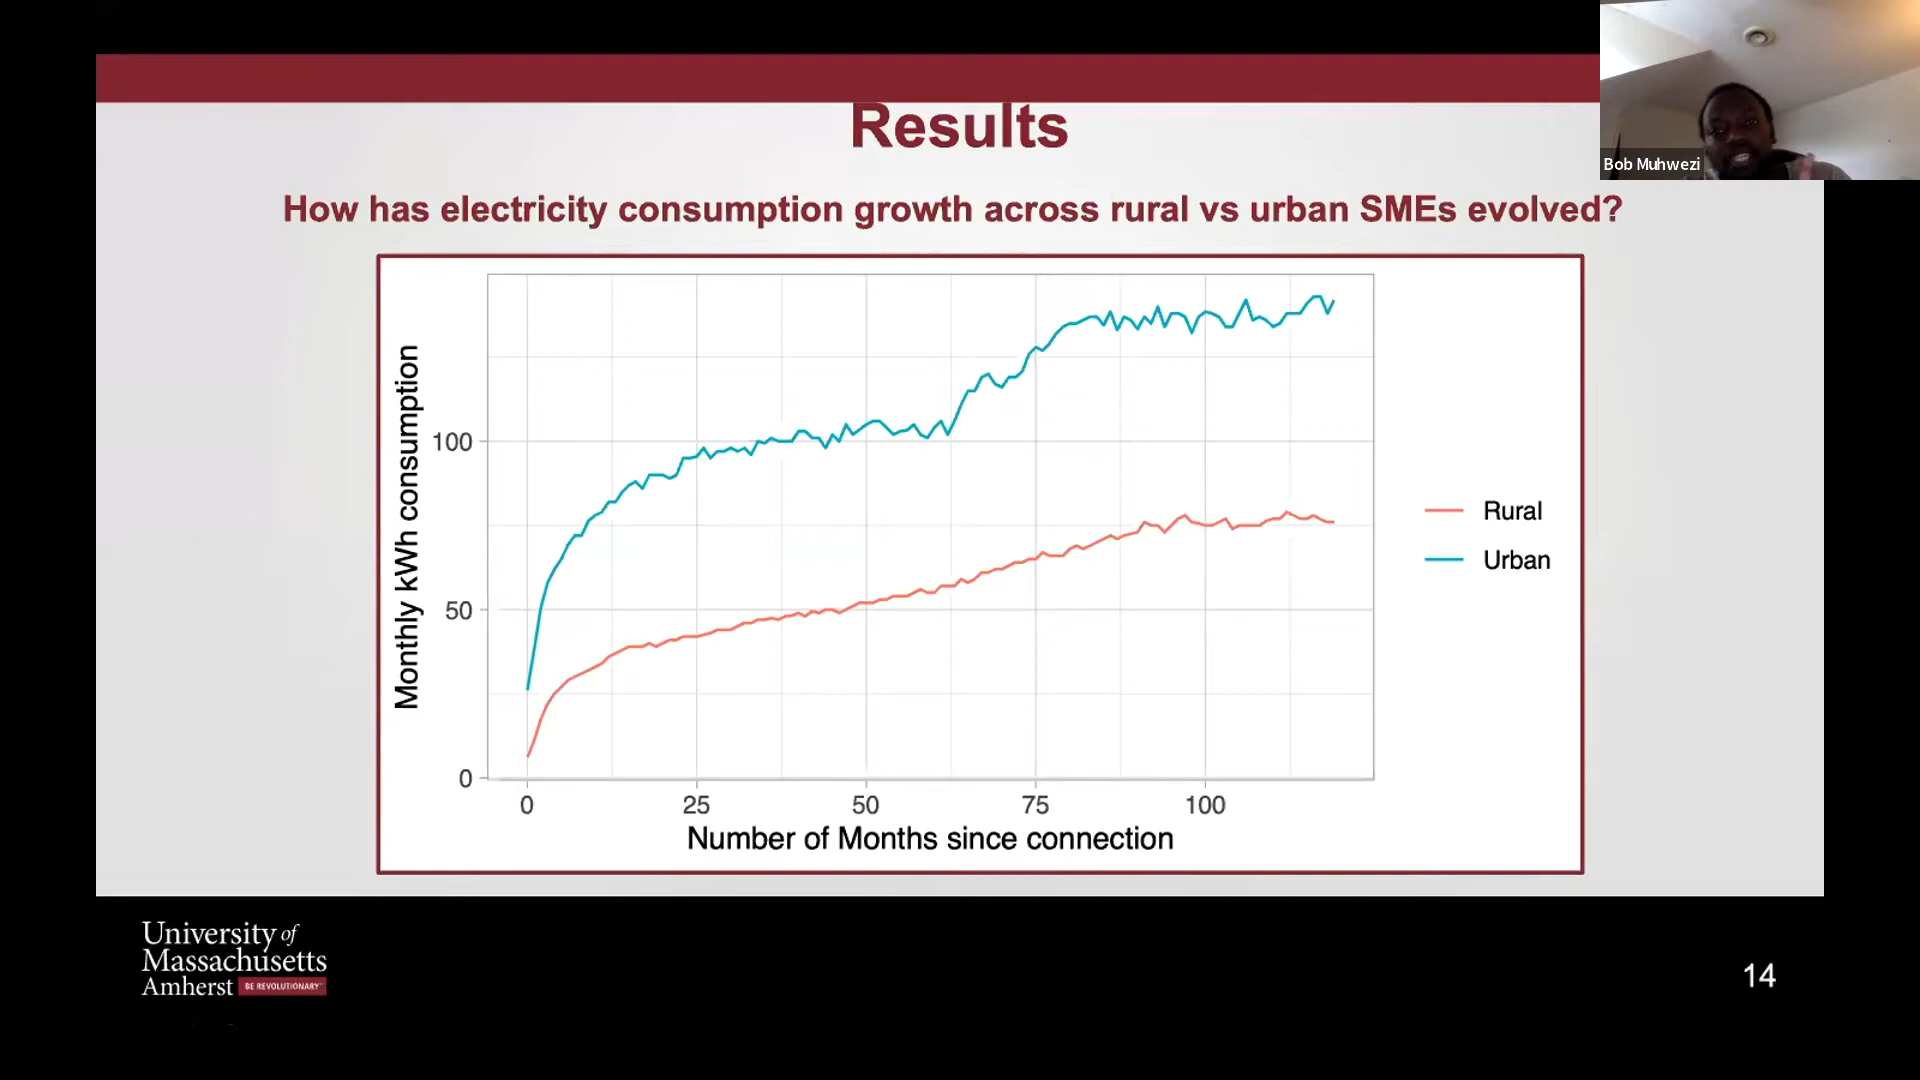 Results
Bob Muhwezi
How has electricity consumption growth across rural vs urban SMEs evolved?
Monthly kWh consumption
100
50
0
0 25 50 75 100
Number of Months since connection
Rural
Urban
University of
Massachusetts
Amherst BE REVOLUTIONARY™
14